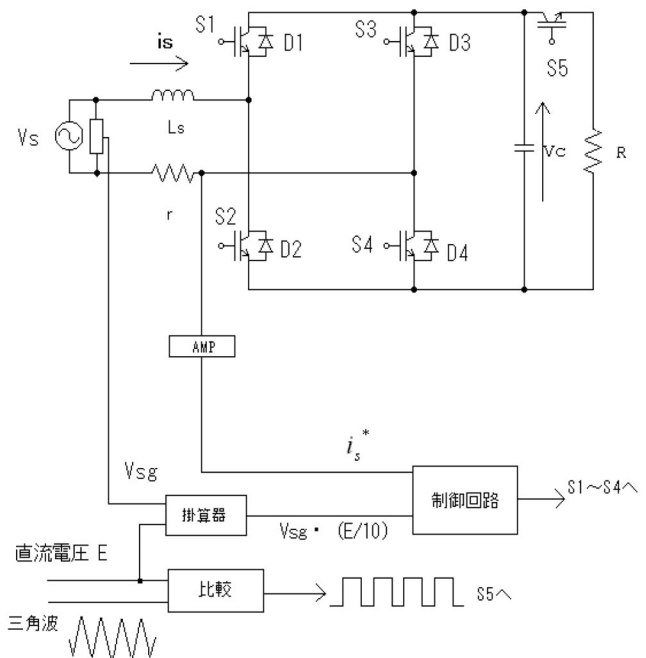 S1
S3
D1
D3
is
S5
Vs
Ls
Vc
R
r
S2
S4
D2
D4
AMP
is*
Vsg
掛算器
制御回路
S1～S4へ
Vsg・ (E/10)
直流電圧 E
比較
S5へ
三角波